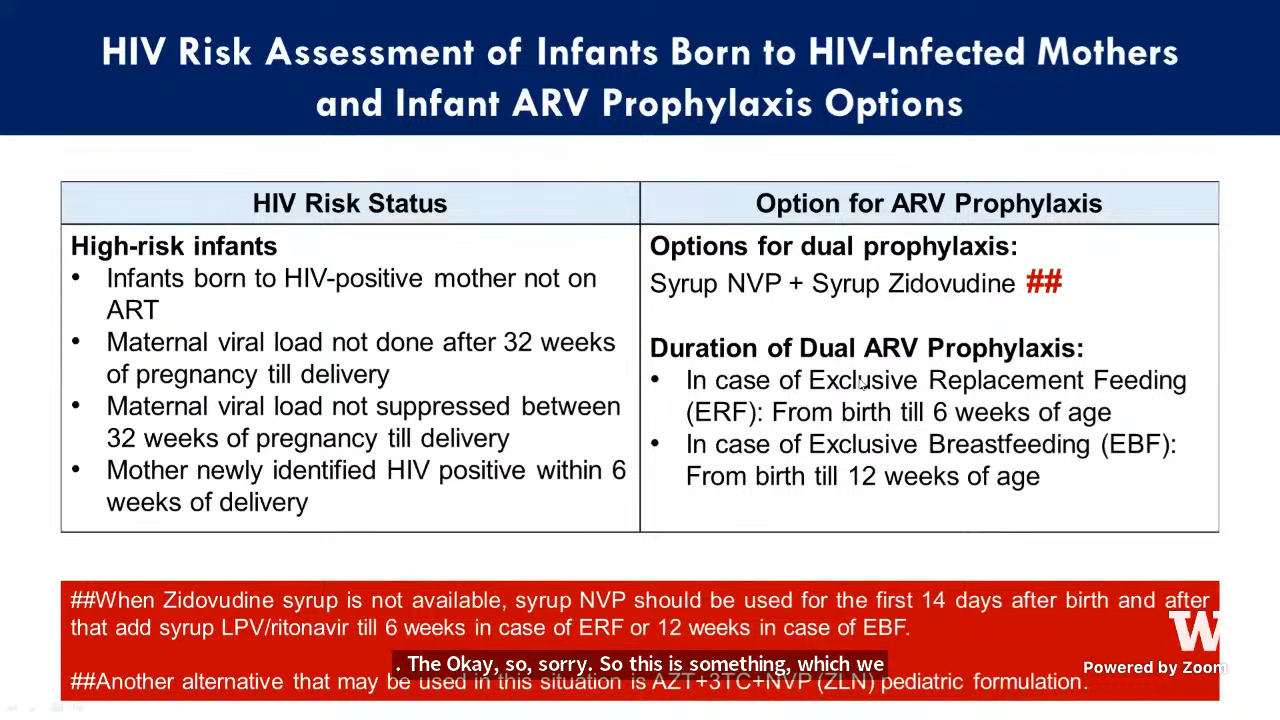 HIV Risk Assessment of Infants Born to HIV-Infected Mothers
and Infant ARV Prophylaxis Options
HIV Risk Status
Option for ARV Prophylaxis
High-risk infants
• Infants born to HIV-positive mother not on
ART
• Maternal viral load not done after 32 weeks
of pregnancy till delivery
• Maternal viral load not suppressed between
32 weeks of pregnancy till delivery
• Mother newly identified HIV positive within 6
weeks of delivery
Options for dual prophylaxis:
Syrup NVP + Syrup Zidovudine ##
Duration of Dual ARV Prophylaxis:
• In case of Exclusive Replacement Feeding
(ERF): From birth till 6 weeks of age
• In case of Exclusive Breastfeeding (EBF):
From birth till 12 weeks of age
##When Zidovudine syrup is not available, syrup NVP should be used for the first 14 days after birth and after
that add syrup LPV/ritonavir till 6 weeks in case of ERF or 12 weeks in case of EBF.
. The Okay, so, sorry. So this is something, which we
##Another alternative that may be used in this situation is AZT+3TC+NVP (ZLN) pediatric formulation.
W
Powered by Zoom